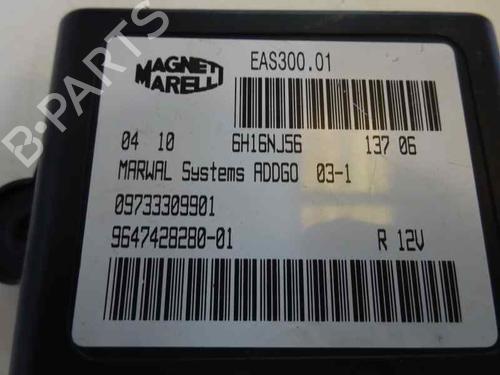 MAGNETI
MARELLI
EAS300.01
04 10 6H16NJ56 137 06
MARWAL Systems ADDGO 03-1
09733309901
9647428280-01 R 12V
B-PARTS